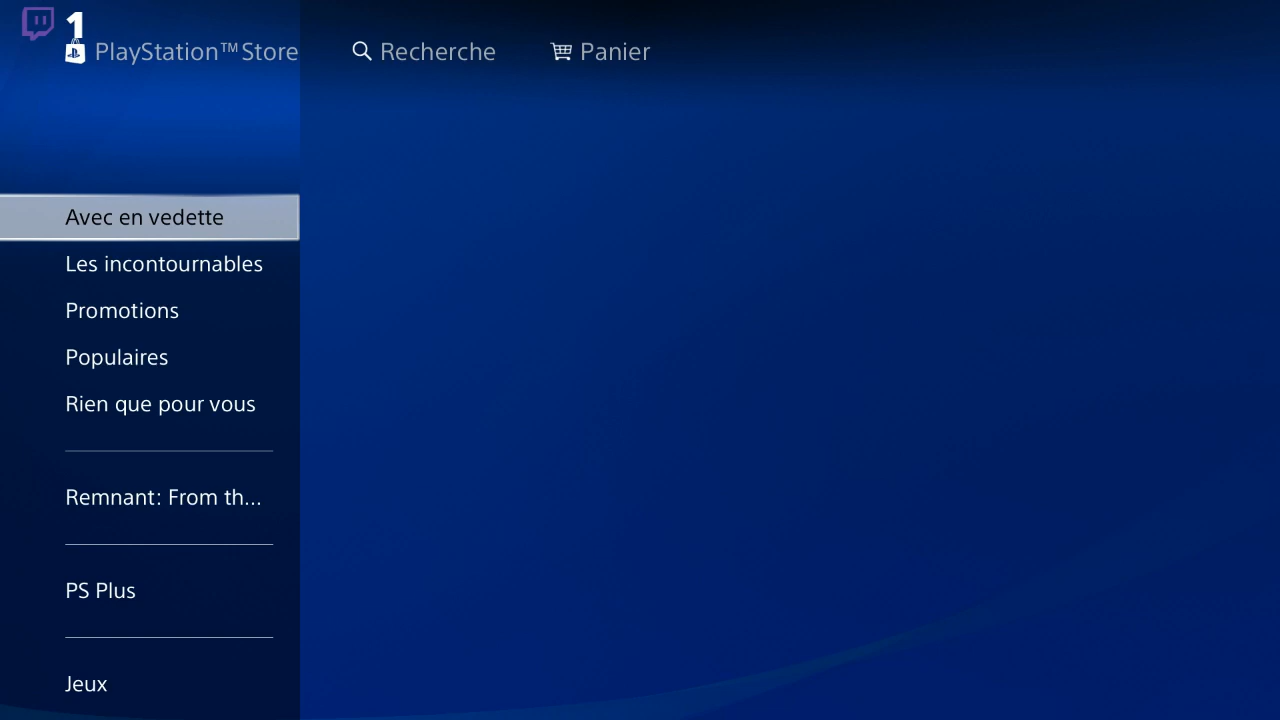 1
PlayStation™Store Recherche Panier
Avec en vedette
Les incontournables
Promotions
Populaires
Rien que pour vous
Remnant: From th...
PS Plus
Jeux